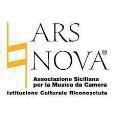 ARS
NOVA®
Associazione Siciliana
per la Musica da Camera
Istituzione Culturale Riconosciuta